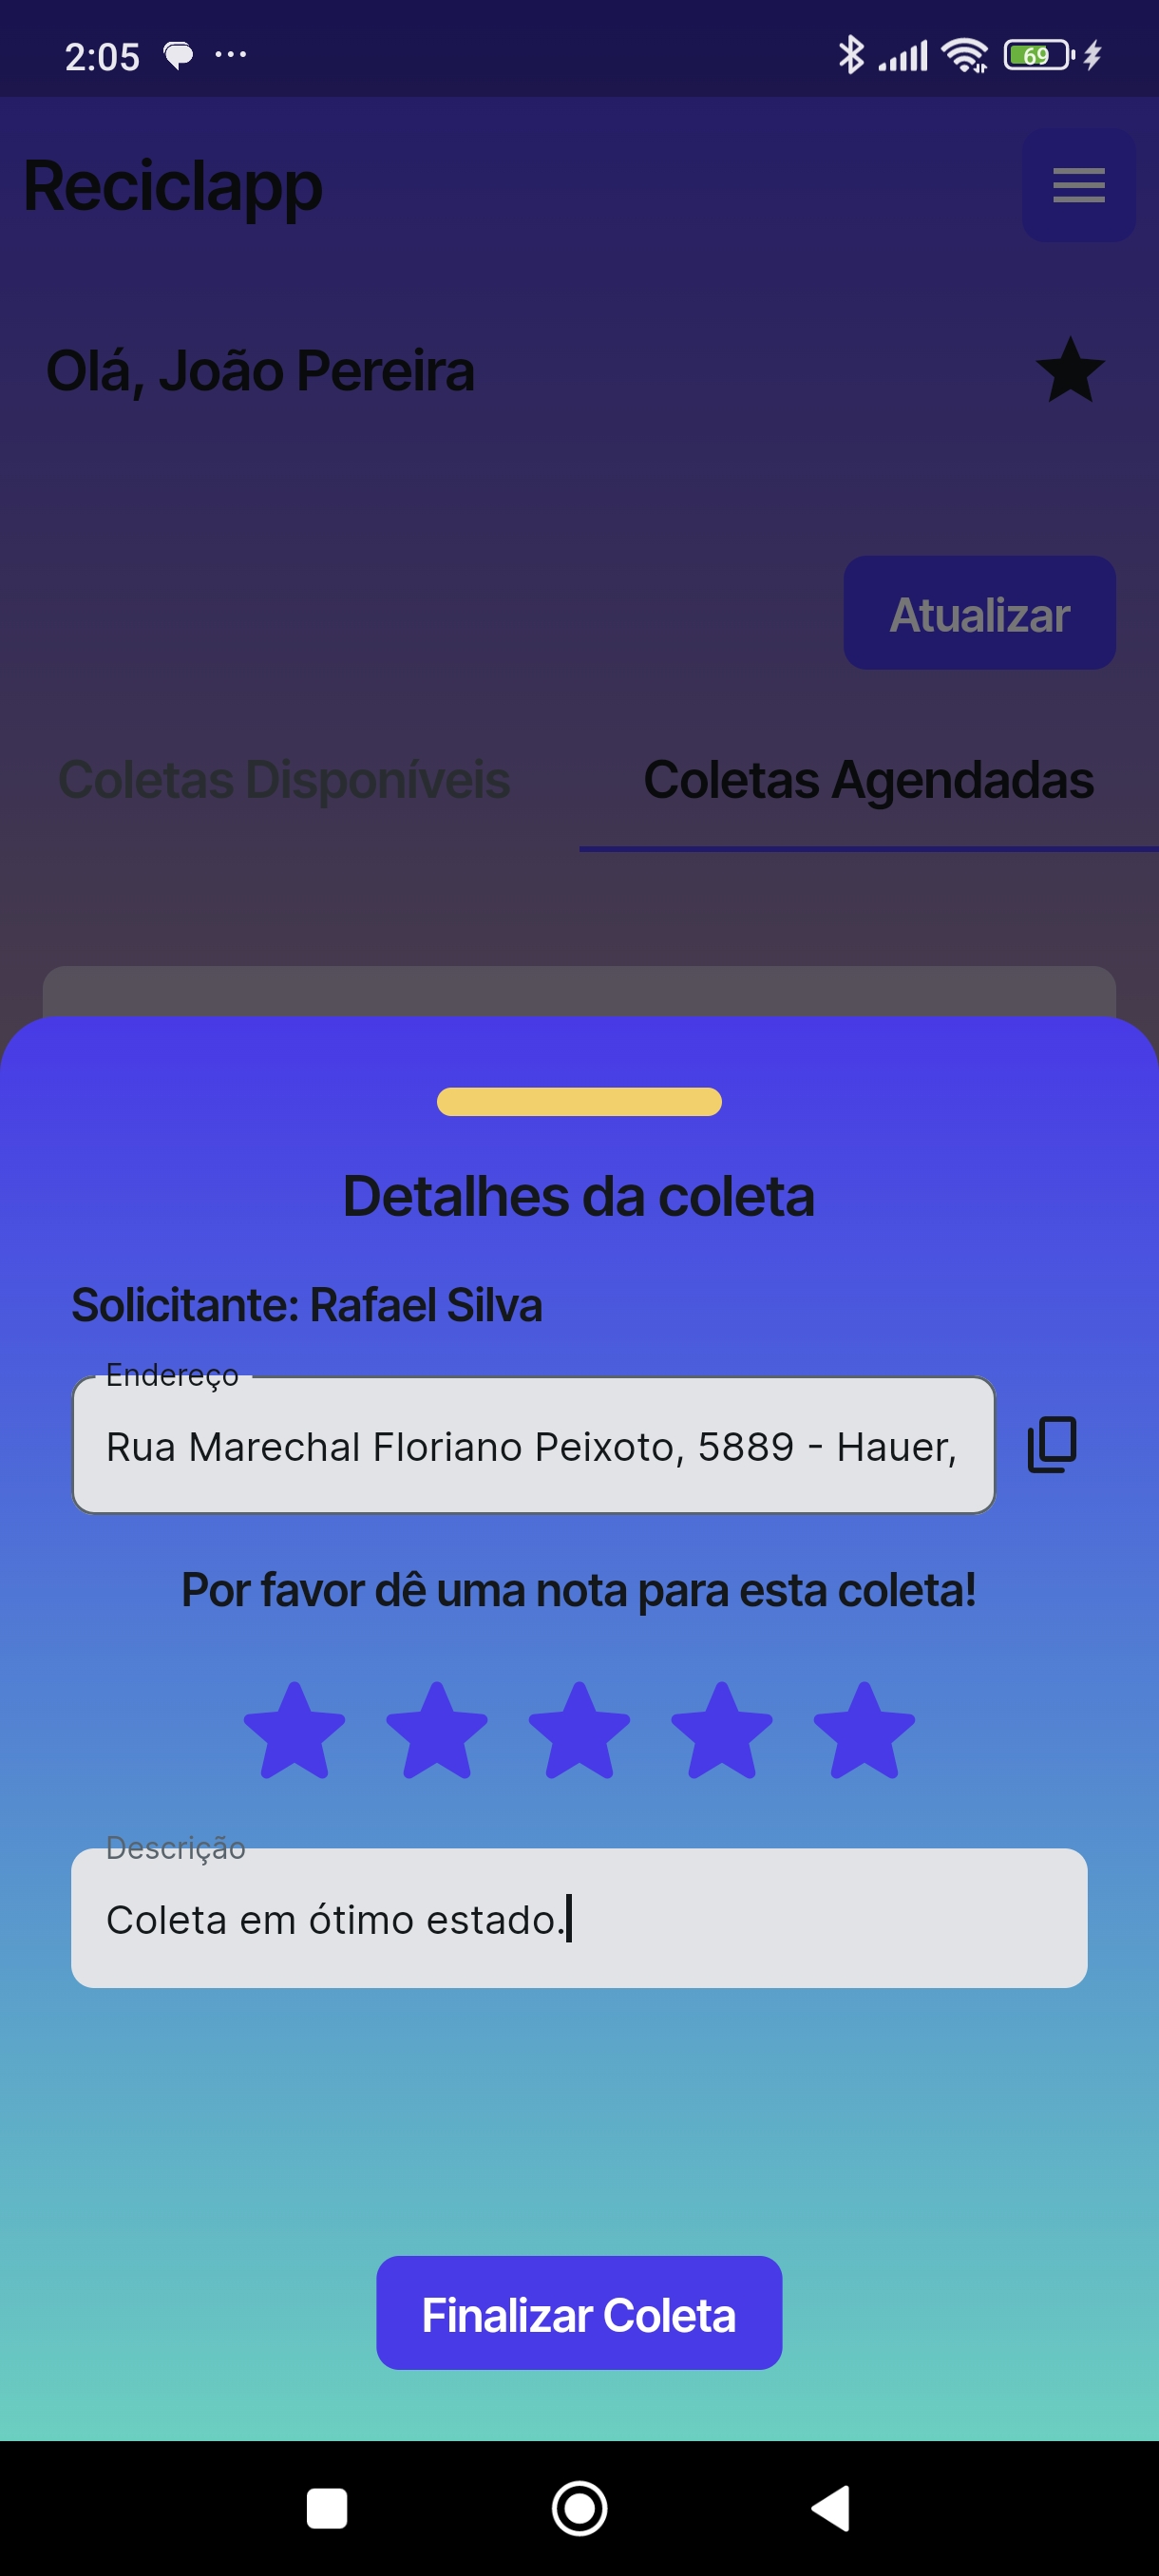 2:05
69
Reciclapp
Olá, João Pereira
Atualizar
Coletas Disponíveis
Coletas Agendadas
Detalhes da coleta
Solicitante: Rafael Silva
Endereço
Rua Marechal Floriano Peixoto, 5889 - Hauer,
Por favor dê uma nota para esta coleta!
Descrição
Coleta em ótimo estado.
Finalizar Coleta